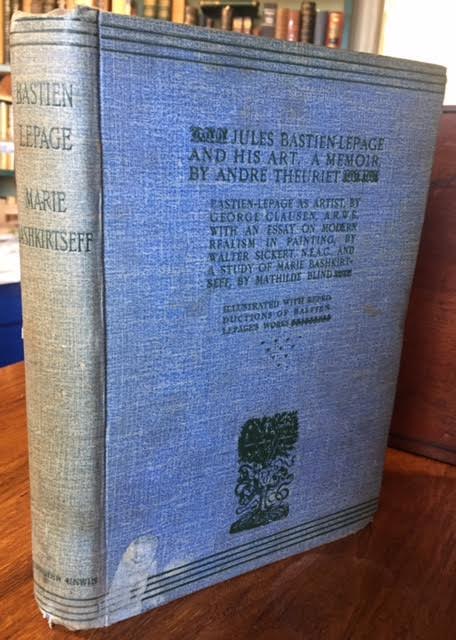 BASTIEN
LEPAGE
MARIE
BASHKIRTSEFF
UNWIN
JULES BASTIEN-LEPAGE
AND HIS ART. A MEMOIR
BY ANDRÉ THEURIET
BASTIEN-LEPAGE AS ARTIST, BY
GEORGE CLAUSEN, A.R.W.S.
WITH AN ESSAY ON MODERN
REALISM IN PAINTING, BY
WALTER SICKERT, N.E.A.C. AND
A STUDY OF MARIE BASHKIRT-
SEFF, BY MATHILDE BLIND
ILLUSTRATED WITH REPRO-
DUCTIONS OF BASTIEN-
LEPAGE'S WORKS